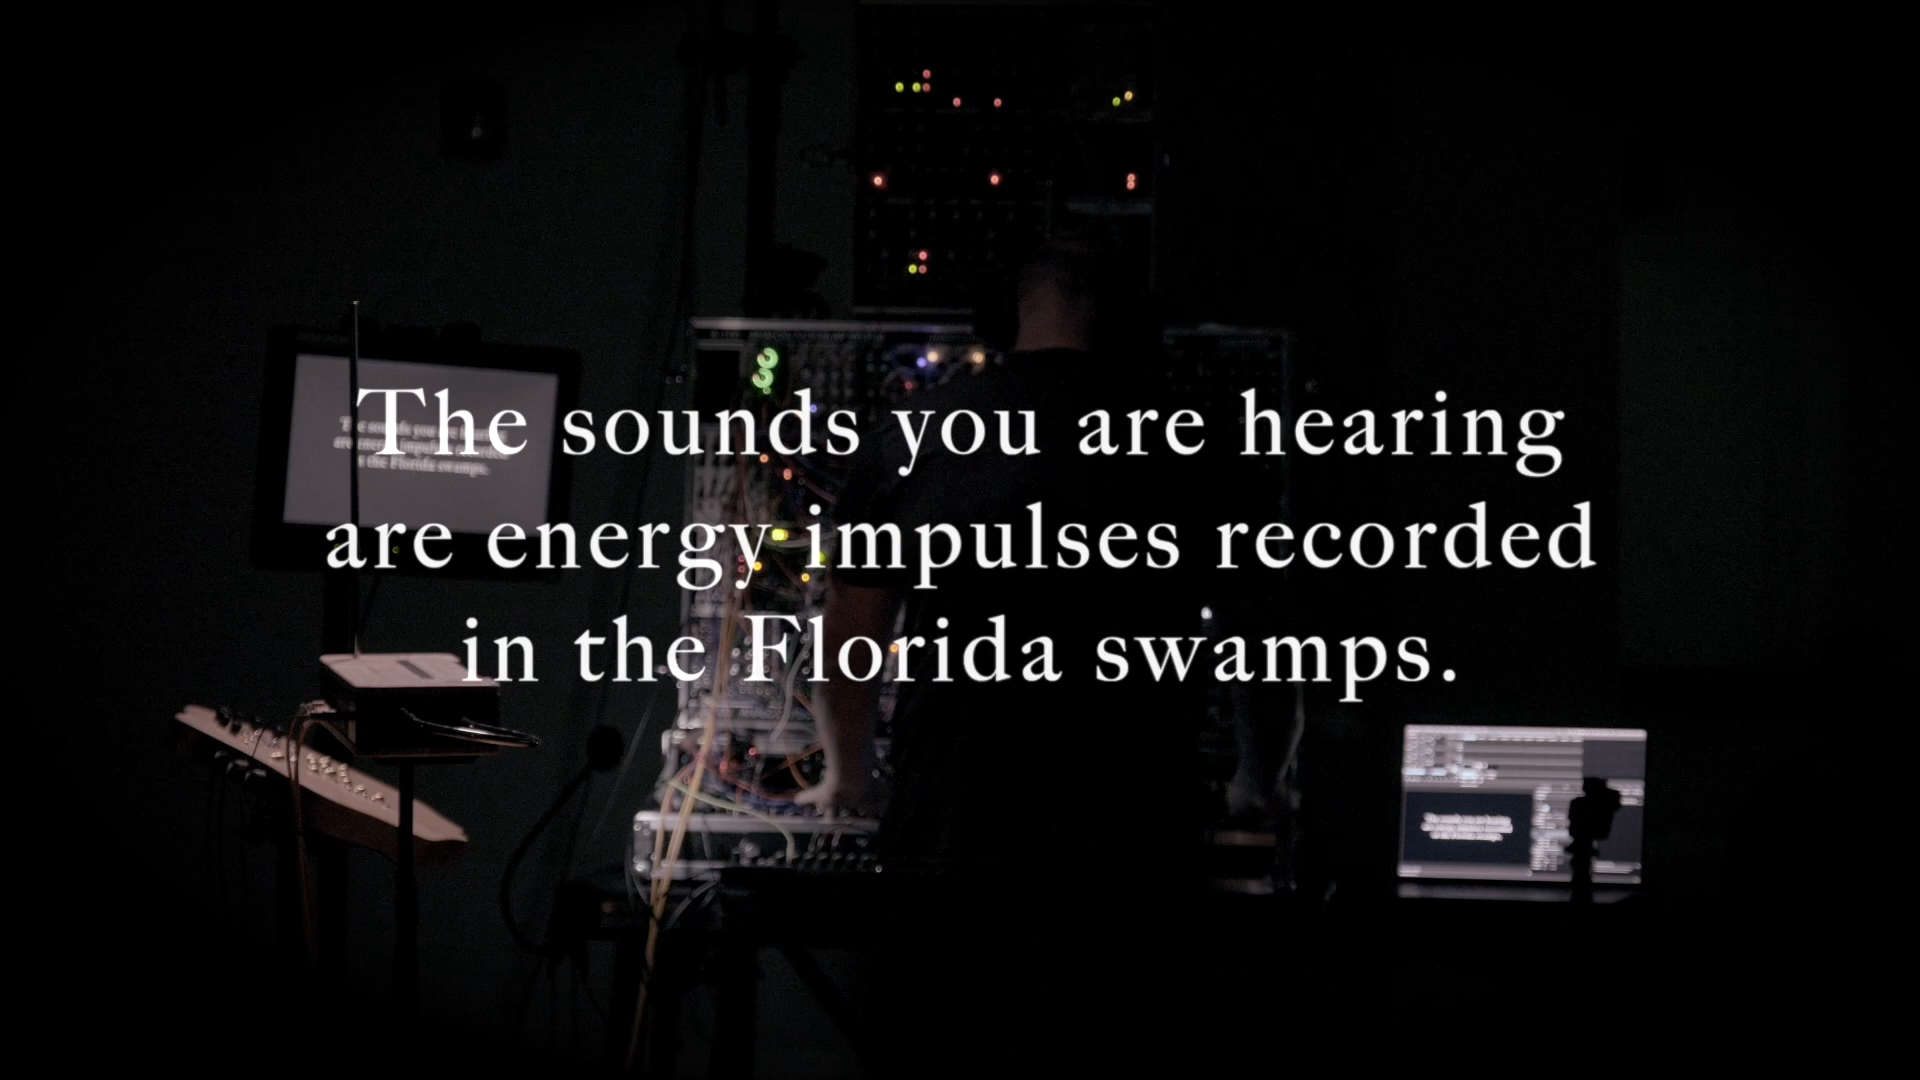 The sounds you are hearing
are energy impulses recorded
in the Florida swamps.